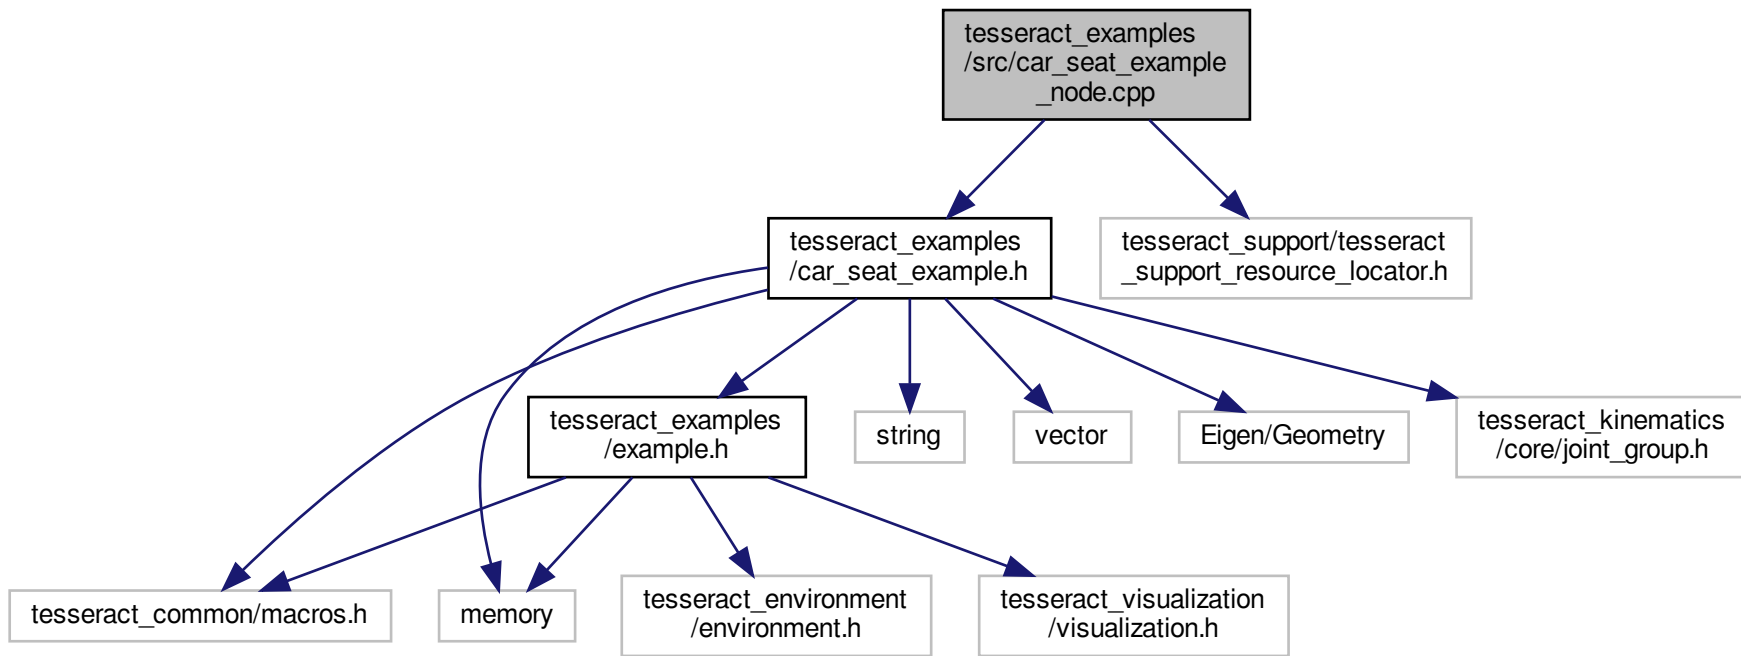 tesseract_examples
/src/car_seat_example
_node.cpp
tesseract_examples
/car_seat_example.h
tesseract_support/tesseract
_support_resource_locator.h
tesseract_examples
/example.h
string
vector
Eigen/Geometry
tesseract_kinematics
/core/joint_group.h
tesseract_common/macros.h
memory
tesseract_environment
/environment.h
tesseract_visualization
/visualization.h